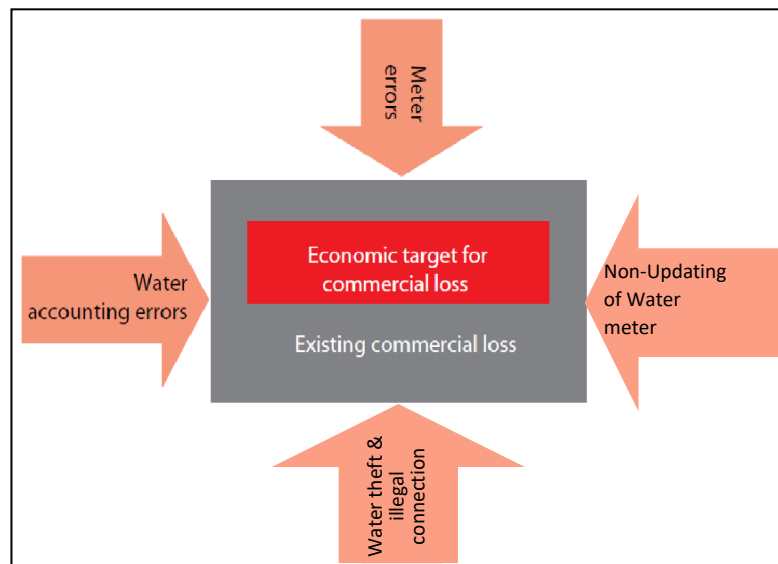 Meter
errors
Economic target for
commercial loss
Water
accounting errors
Non-Updating
of Water
meter
Existing commercial loss
Water theft &
illegal
connection